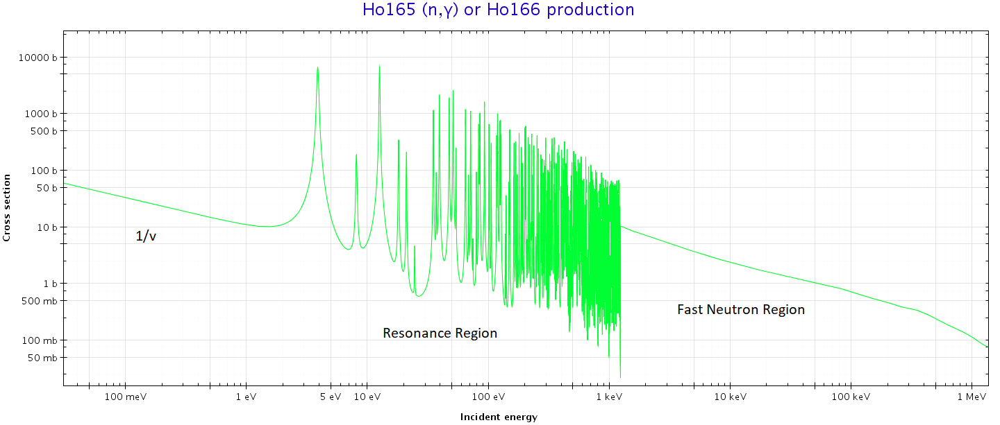 Ho165 (n,γ) or Ho166 production
Cross section
10000 b
1000 b
500 b
100 b
50 b
10 b
1 b
500 mb
100 mb
50 mb
1/v
Resonance Region
Fast Neutron Region
100 meV
1 eV
5 eV
10 eV
100 eV
1 keV
10 keV
100 keV
1 MeV
Incident energy